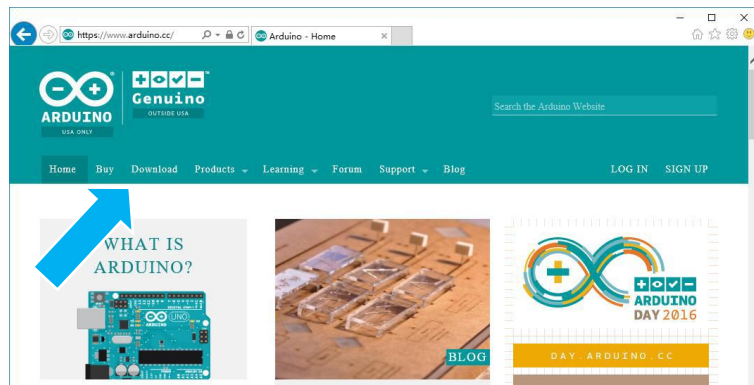 https://www.arduino.cc/
Arduino - Home
ARDUINO
USA ONLY
Genuino
OUTSIDE USA
Search the Arduino Website
Home Buy Download Products Learning Forum Support Blog LOG IN SIGN UP
WHAT IS
ARDUINO?
UNO
ARDUINO
BLOG
ARDUINO
DAY 2016
DAY.ARDUINO.CC